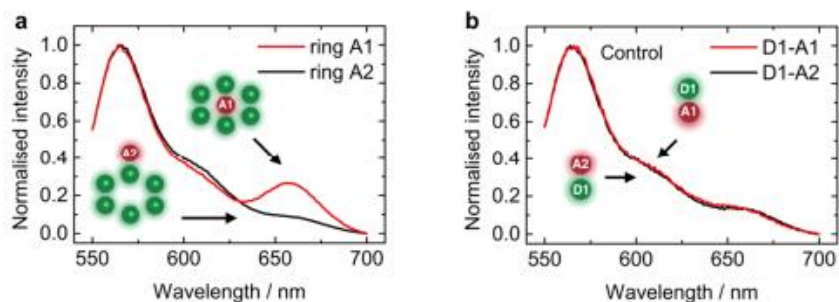 a
1.0
0.8
0.6
0.4
0.2
0.0
Normalised intensity
ring A1
ring A2
A1
A2
550
600
650
700
Wavelength / nm
b
1.0
0.8
0.6
0.4
0.2
0.0
Normalised intensity
Control
D1-A1
D1-A2
D1
A1
A2
D1
550
600
650
700
Wavelength / nm